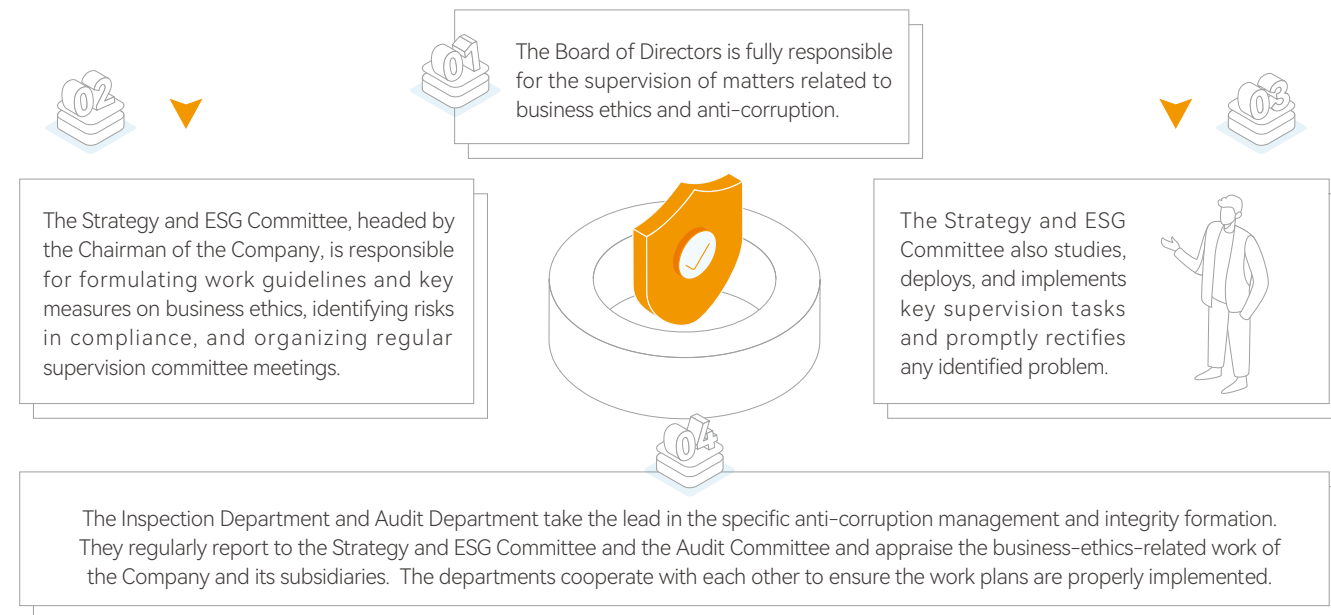 01
The Board of Directors is fully responsible
for the supervision of matters related to
business ethics and anti-corruption.
02
The Strategy and ESG Committee, headed by
the Chairman of the Company, is responsible
for formulating work guidelines and key
measures on business ethics, identifying risks
in compliance, and organizing regular
supervision committee meetings.
03
The Strategy and ESG
Committee also studies,
deploys, and implements
key supervision tasks
and promptly rectifies
any identified problem.
04
The Inspection Department and Audit Department take the lead in the specific anti-corruption management and integrity formation.
They regularly report to the Strategy and ESG Committee and the Audit Committee and appraise the business-ethics-related work of
the Company and its subsidiaries. The departments cooperate with each other to ensure the work plans are properly implemented.